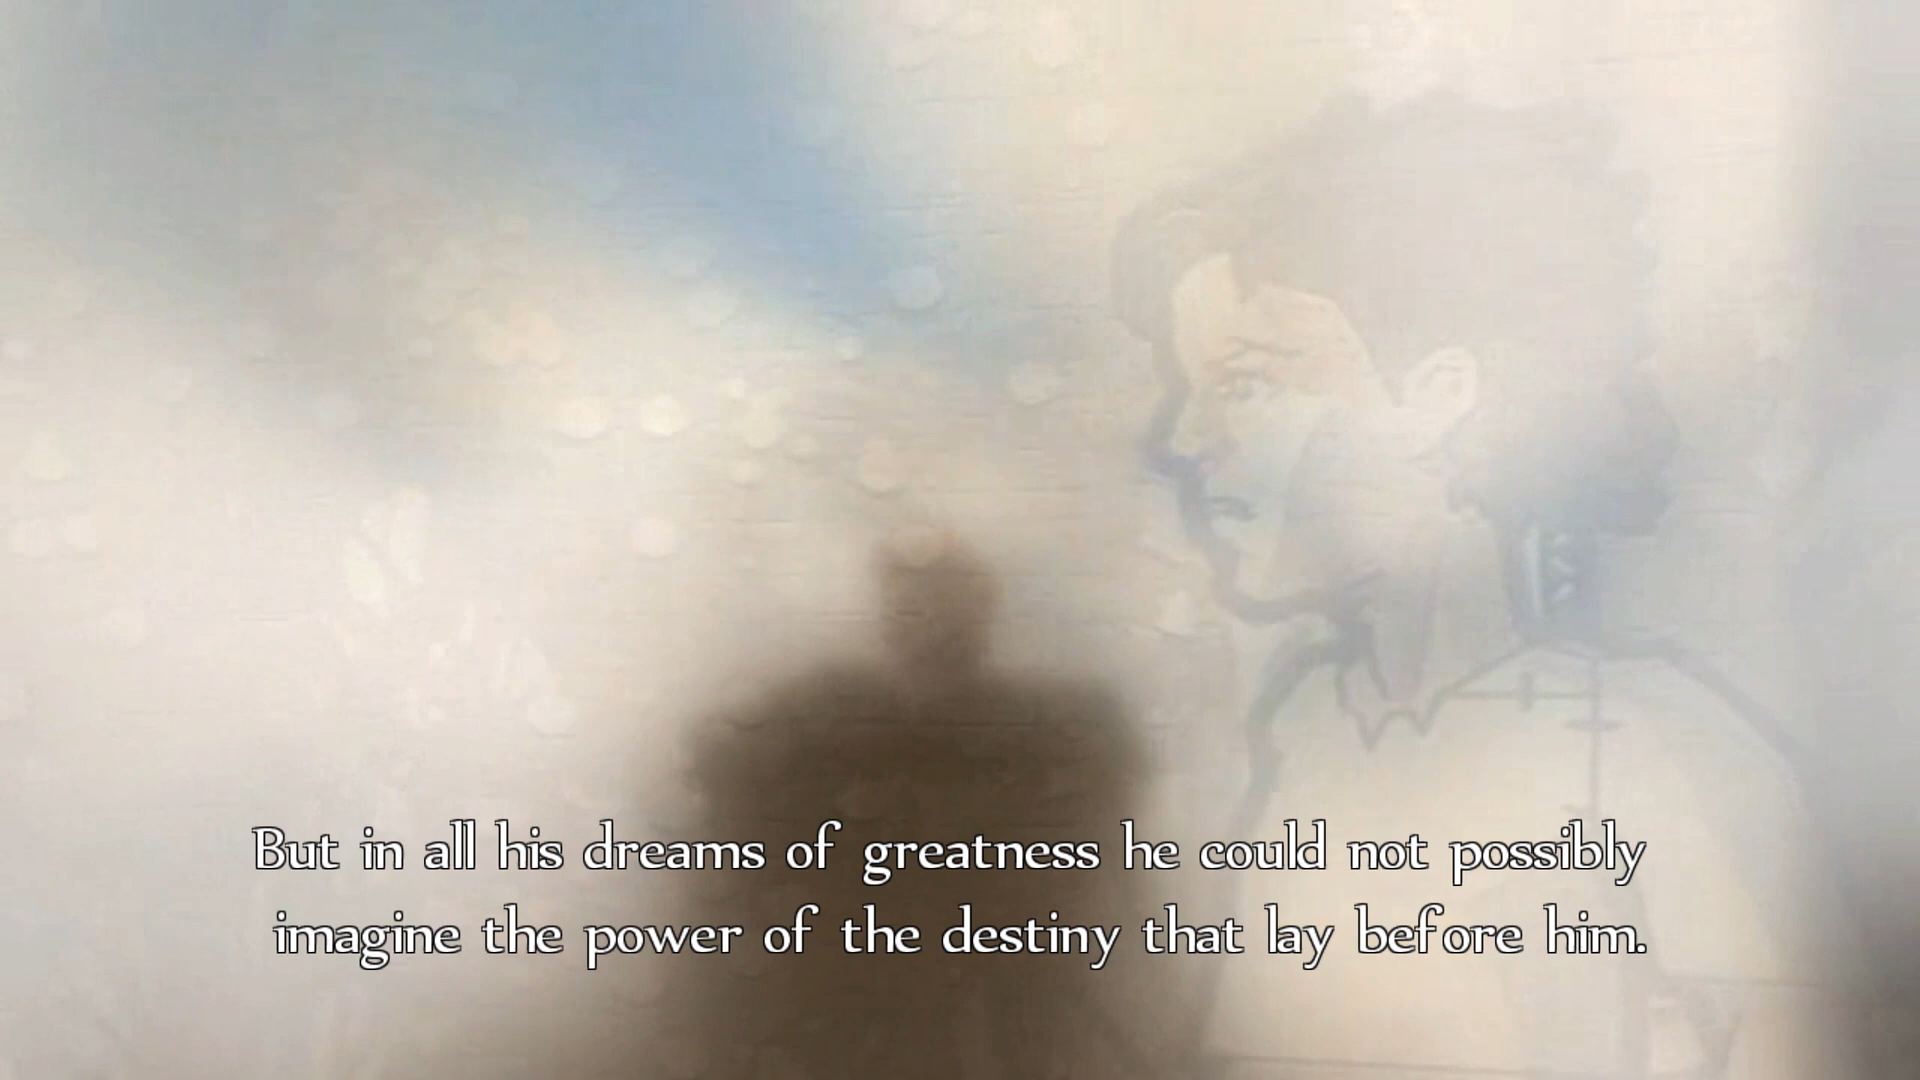 But in all his dreams of greatness he could not possibly
imagine the power of the destiny that lay before him.